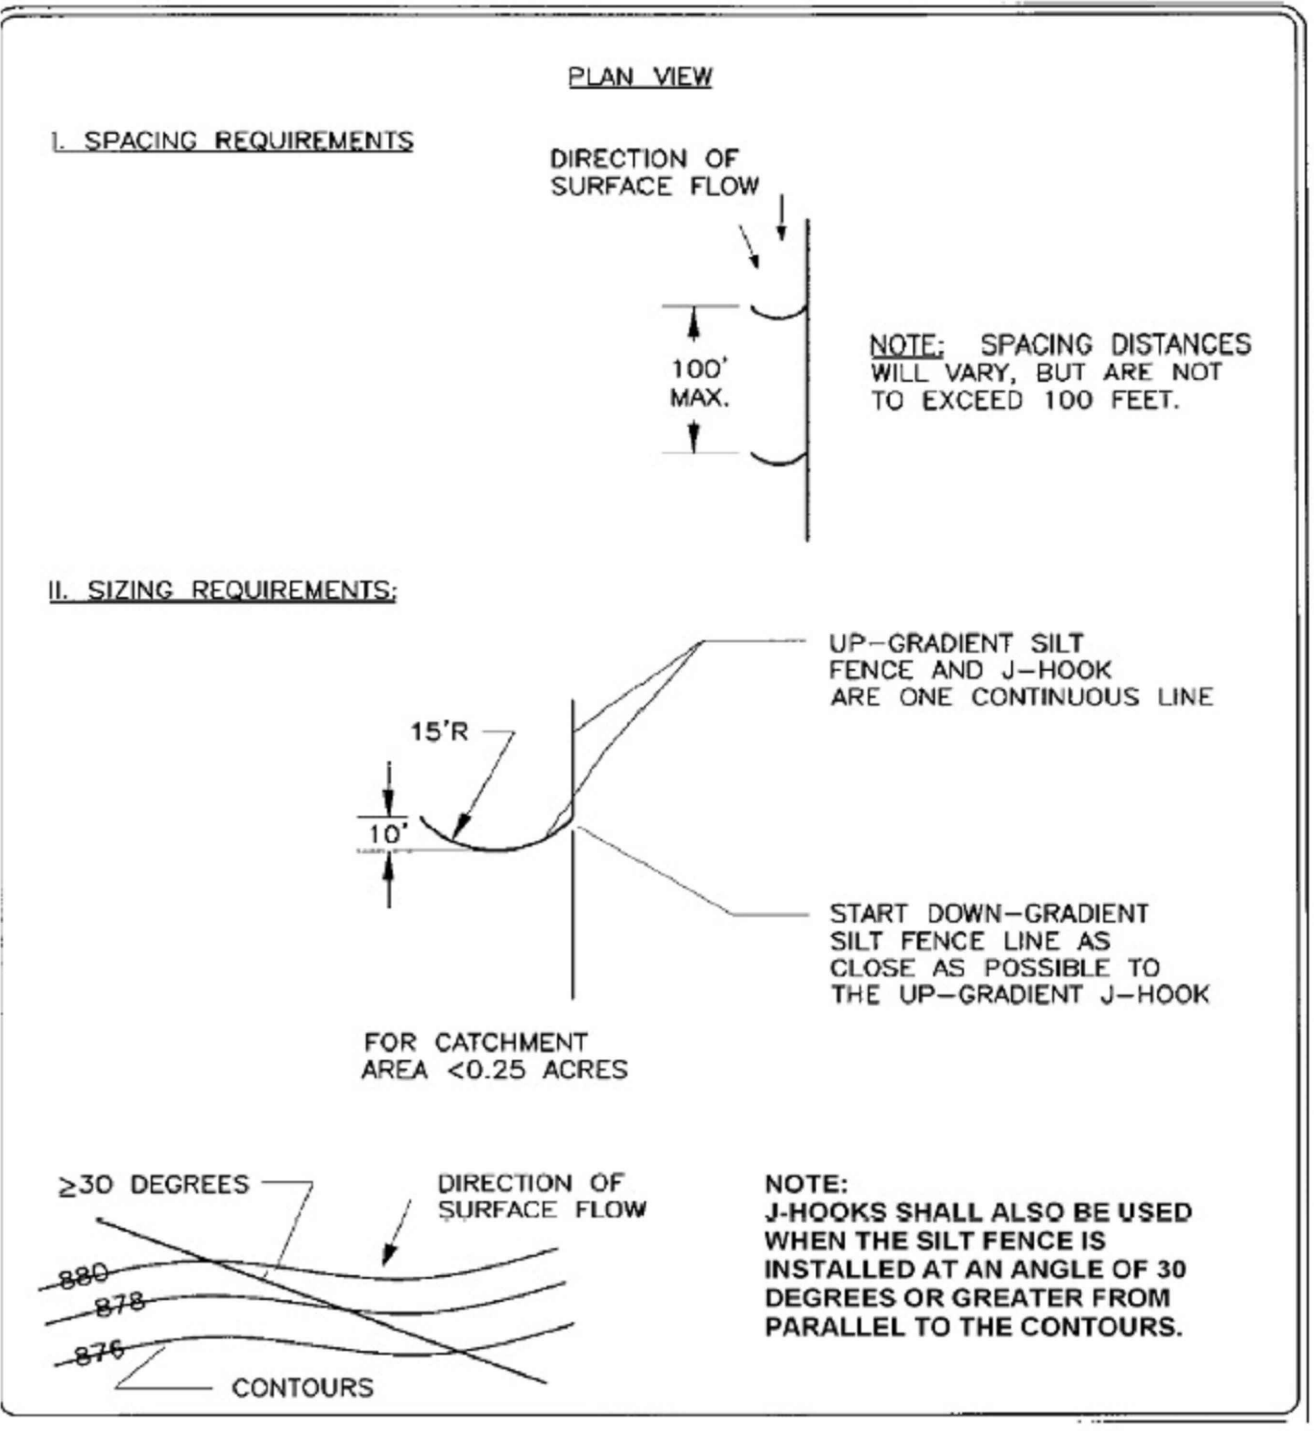 PLAN VIEW
I. SPACING REQUIREMENTS
DIRECTION OF
SURFACE FLOW
100'
MAX.
NOTE: SPACING DISTANCES
WILL VARY, BUT ARE NOT
TO EXCEED 100 FEET.
II. SIZING REQUIREMENTS:
UP-GRADIENT SILT
FENCE AND J-HOOK
ARE ONE CONTINUOUS LINE
15'R
10'
START DOWN-GRADIENT
SILT FENCE LINE AS
CLOSE AS POSSIBLE TO
THE UP-GRADIENT J-HOOK
FOR CATCHMENT
AREA <0.25 ACRES
≥30 DEGREES
DIRECTION OF
SURFACE FLOW
880
878
876
CONTOURS
NOTE:
J-HOOKS SHALL ALSO BE USED
WHEN THE SILT FENCE IS
INSTALLED AT AN ANGLE OF 30
DEGREES OR GREATER FROM
PARALLEL TO THE CONTOURS.